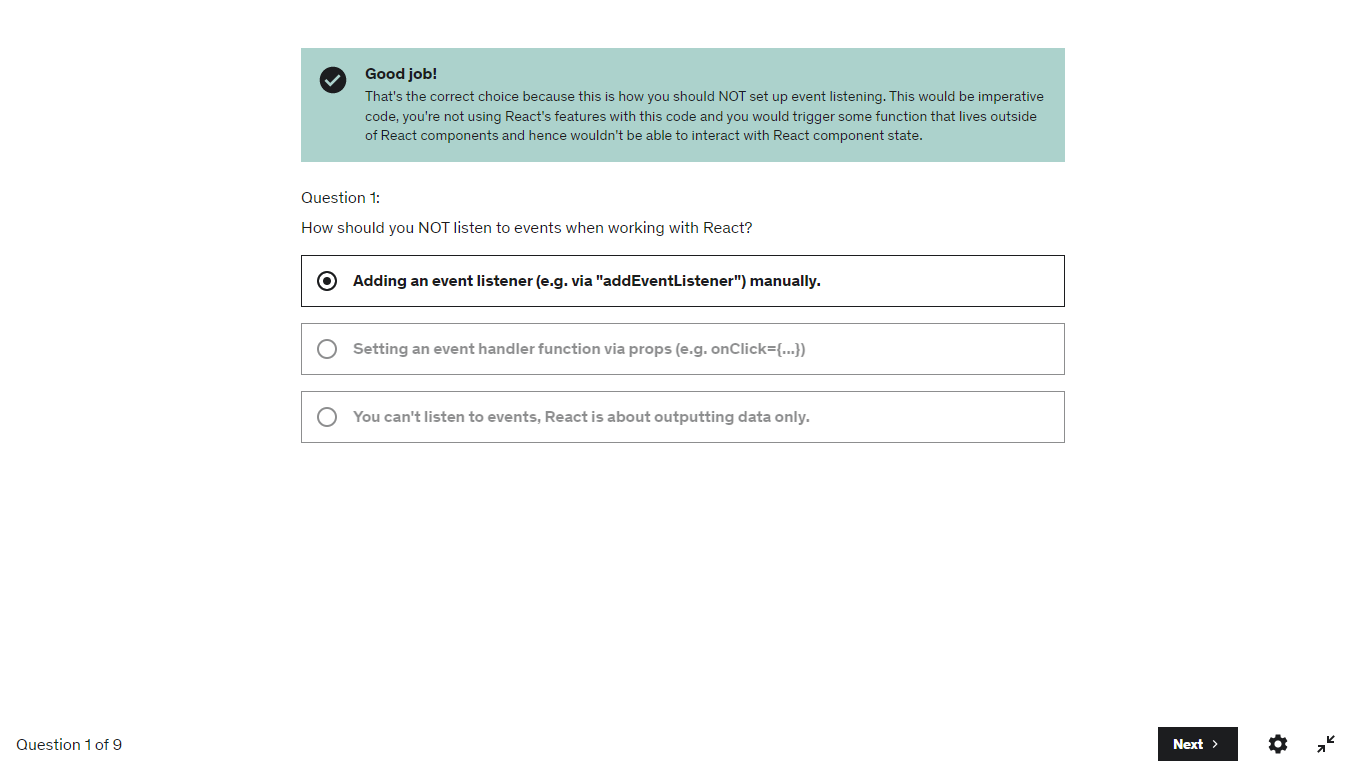 Good job!
That's the correct choice because this is how you should NOT set up event listening. This would be imperative
code, you're not using React's features with this code and you would trigger some function that lives outside
of React components and hence wouldn't be able to interact with React component state.
Question 1:
How should you NOT listen to events when working with React?
Adding an event listener (e.g. via "addEventListener") manually.
Setting an event handler function via props (e.g. onClick={...})
You can't listen to events, React is about outputting data only.
Question 1 of 9
Next